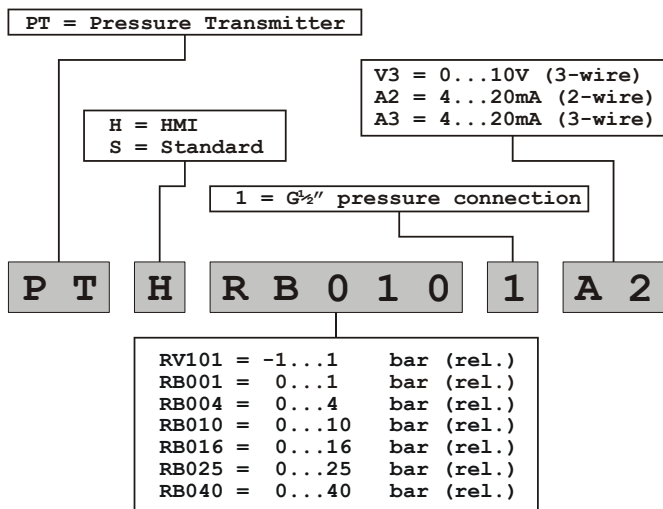 PT = Pressure Transmitter
V3 = 0...10V (3-wire)
A2 = 4...20mA (2-wire)
A3 = 4...20mA (3-wire)
H = HMI
S = Standard
1 = G½″ pressure connection
P T H R B 0 1 0 1 A 2
RV101 = -1...1 bar (rel.)
RB001 = 0...1 bar (rel.)
RB004 = 0...4 bar (rel.)
RB010 = 0...10 bar (rel.)
RB016 = 0...16 bar (rel.)
RB025 = 0...25 bar (rel.)
RB040 = 0...40 bar (rel.)